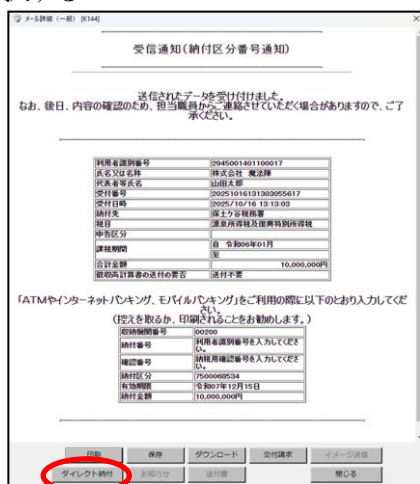 メール詳細（一般） [K144]
受信通知(納付区分番号通知)
送信されたデータを受け付けました。
なお、後日、内容の確認のため、担当職員からご連絡させていただく場合がありますので、ご了
承ください。
利用者識別番号 2945001401100017
氏名又は名称 株式会社 魔法陣
代表者等氏名 山田太郎
受付番号 20251016131303055617
受付日時 2025/10/16 13:13:03
納付先 保土ケ谷税務署
税目 源泉所得税及復興特別所得税
申告区分
課税期間 自 令和06年01月
至
合計金額 10,000,000円
徴収高計算書の送付の要否 送付不要
「ATMやインターネットバンキング、モバイルバンキング」をご利用の際に以下のとおり入力してくだ
さい。
(控えを取るか、印刷されることをお勧めします。)
収納機関番号 00200
納付番号 利用者識別番号を入力してくださ
い。
確認番号 納税用確認番号を入力してくださ
い。
納付区分 7500068534
有効期限 令和07年12月15日
納付金額 10,000,000円
印刷 保存 ダウンロード 交付請求 イメージ送信
ダイレクト納付 お知らせ 送付書 閉じる